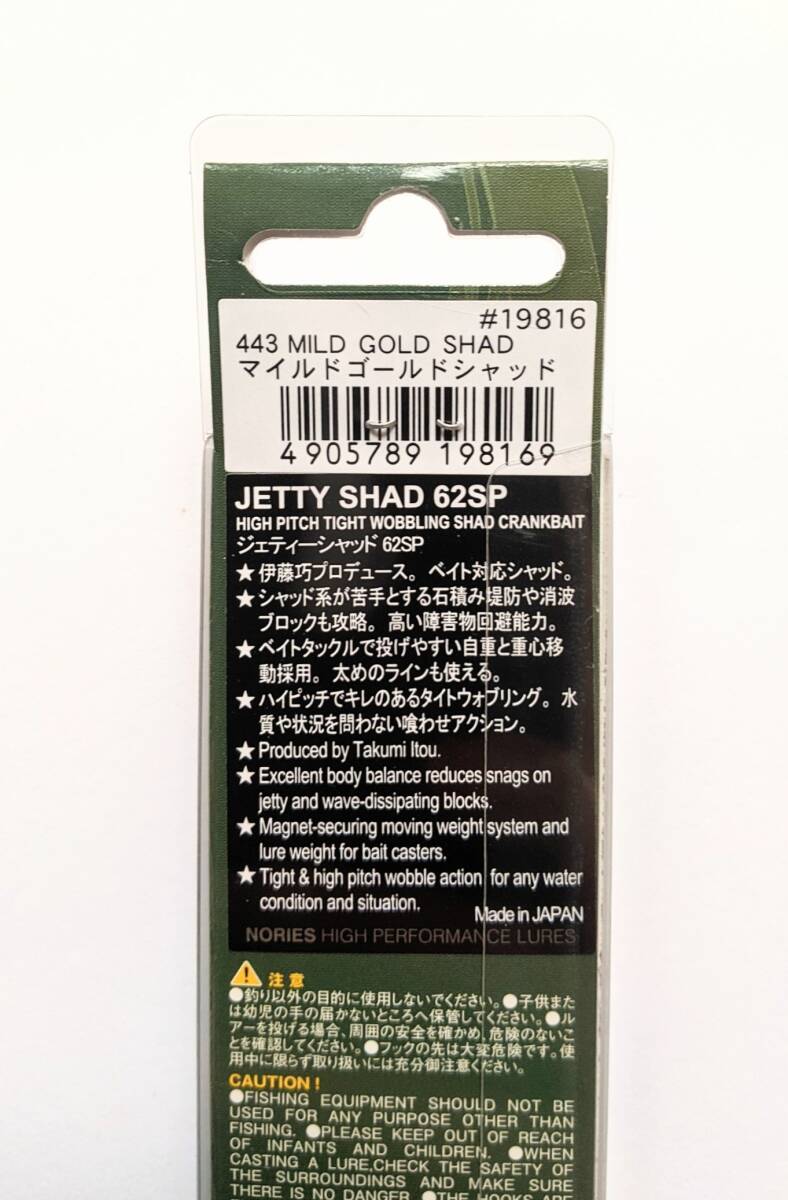 #19816
443 MILD GOLD SHAD
マイルドゴールドシャッド
4 905789 198169
JETTY SHAD 62SP
HIGH PITCH TIGHT WOBBLING SHAD CRANKBAIT
ジェティーシャッド 62SP
★伊藤巧プロデュース。ベイト対応シャッド。
★シャッド系が苦手とする石積み堤防や消波
ブロックも攻略。高い障害物回避能力。
★ベイトタックルで投げやすい自重と重心移
動採用。太めのラインも使える。
★ハイピッチでキレのあるタイトウォブリング。水
質や状況を問わない喰わせアクション。
★Produced by Takumi Itou.
★Excellent body balance reduces snags on
jetty and wave-dissipating blocks.
★Magnet-securing moving weight system and
lure weight for bait casters.
★Tight & high pitch wobble action for any water
condition and situation.
Made in JAPAN
NORIES HIGH PERFORMANCE LURES
注意
●釣り以外の目的に使用しないでください。●子供また
は幼児の手の届かないところへ保管してください。●ル
アーを投げる場合、周囲の安全を確かめ、危険のないこ
とを確認してください。●フックの先は大変危険です。使
用中に限らず取り扱いには充分御注意ください。
CAUTION !
●FISHING EQUIPMENT SHOULD NOT BE
USED FOR ANY PURPOSE OTHER THAN
FISHING. ●PLEASE KEEP OUT OF REACH
OF INFANTS AND CHILDREN. ●WHEN
CASTING A LURE,CHECK THE SAFETY OF
THE SURROUNDINGS AND MAKE SURE
THERE IS NO DANGER. ●THE HOOKS ARE